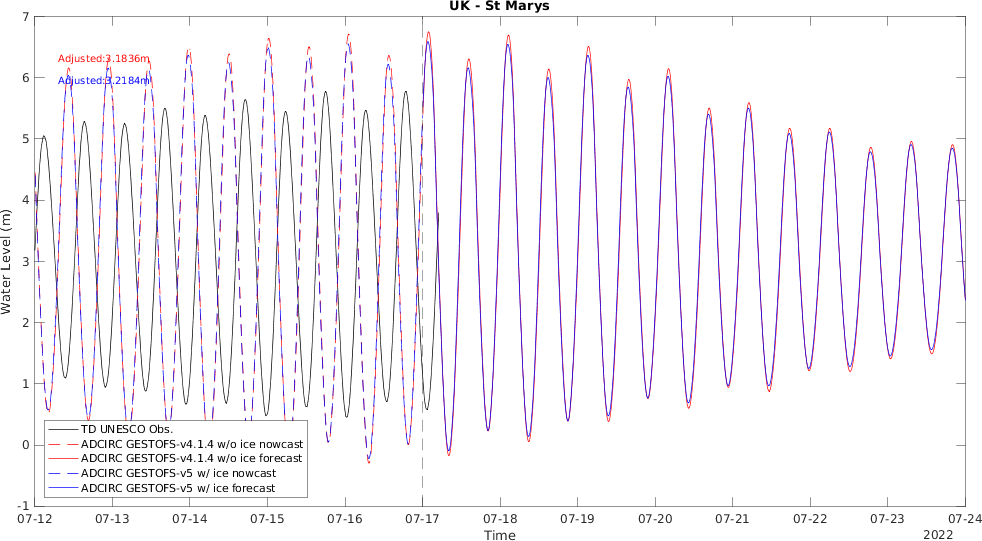 UK - St Marys
7
6
5
4
3
2
1
0
-1
Water Level (m)
Adjusted:3.1836m
Adjusted:3.2184m
TD UNESCO Obs.
ADCIRC GESTOFS-v4.1.4 w/o ice nowcast
ADCIRC GESTOFS-v4.1.4 w/o ice forecast
ADCIRC GESTOFS-v5 w/ ice nowcast
ADCIRC GESTOFS-v5 w/ ice forecast
07-12 07-13 07-14 07-15 07-16 07-17 07-18 07-19 07-20 07-21 07-22 07-23 07-24
Time
2022